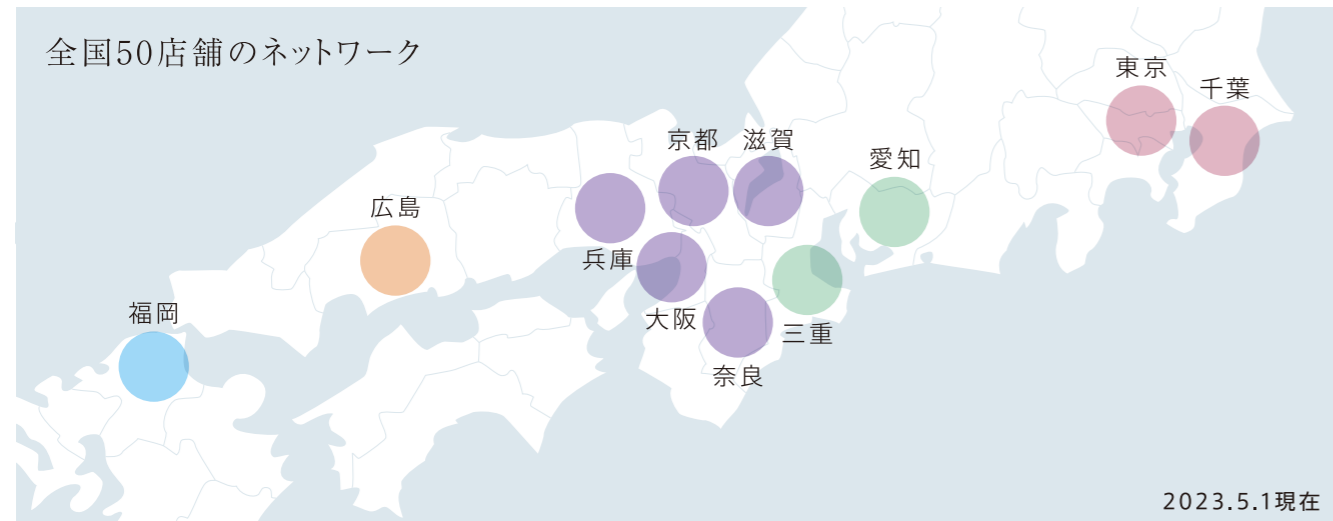 全国50店舗のネットワーク
東京
千葉
京都
滋賀
愛知
広島
兵庫
福岡
大阪
三重
奈良
2023.5.1現在